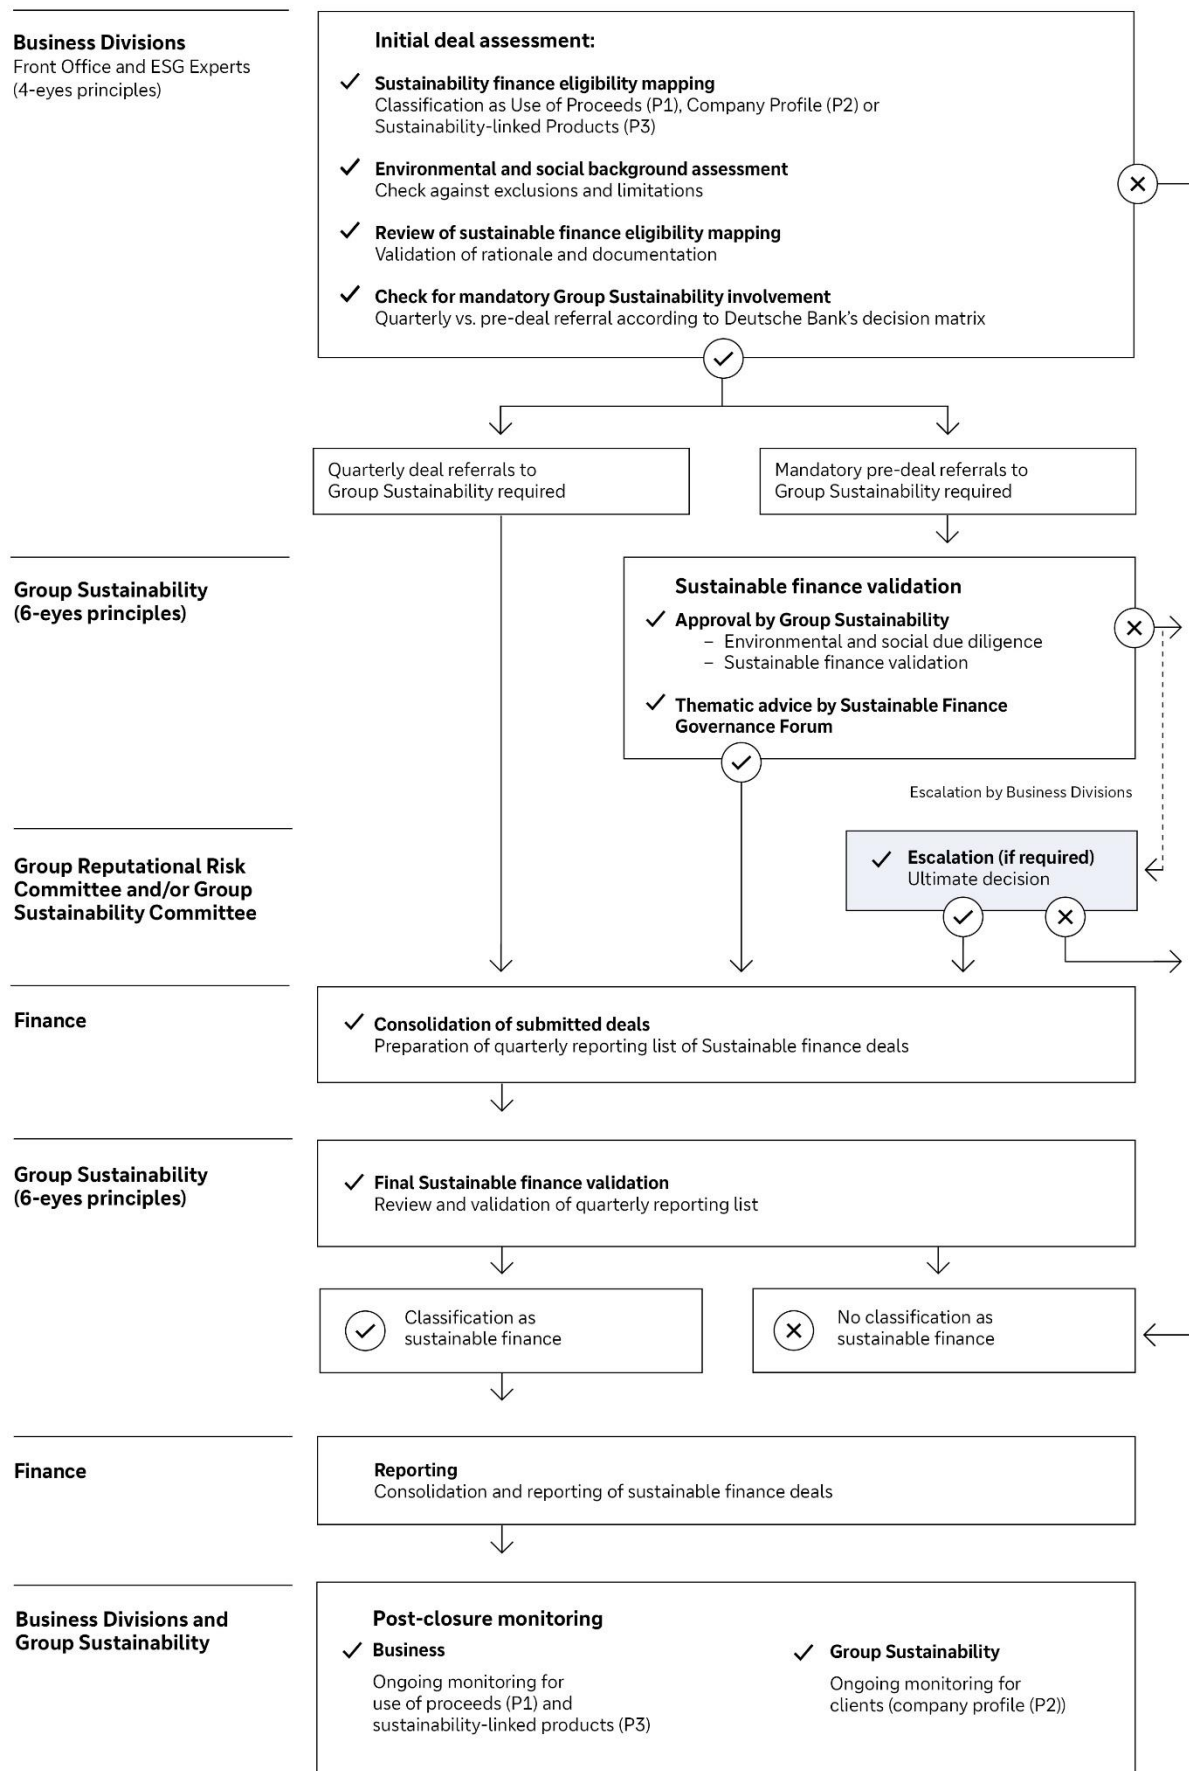 Business Divisions
Front Office and ESG Experts
(4-eyes principles)
Initial deal assessment:
Sustainability finance eligibility mapping
Classification as Use of Proceeds (P1), Company Profile (P2) or
Sustainability-linked Products (P3)
Environmental and social background assessment
Check against exclusions and limitations
Review of sustainable finance eligibility mapping
Validation of rationale and documentation
Check for mandatory Group Sustainability involvement
Quarterly vs. pre-deal referral according to Deutsche Bank's decision matrix
Quarterly deal referrals to
Group Sustainability required
Mandatory pre-deal referrals to
Group Sustainability required
Group Sustainability
(6-eyes principles)
Sustainable finance validation
Approval by Group Sustainability
– Environmental and social due diligence
– Sustainable finance validation
Thematic advice by Sustainable Finance
Governance Forum
Escalation by Business Divisions
Group Reputational Risk
Committee and/or Group
Sustainability Committee
Escalation (if required)
Ultimate decision
Finance
Consolidation of submitted deals
Preparation of quarterly reporting list of Sustainable finance deals
Group Sustainability
(6-eyes principles)
Final Sustainable finance validation
Review and validation of quarterly reporting list
Classification as
sustainable finance
No classification as
sustainable finance
Finance
Reporting
Consolidation and reporting of sustainable finance deals
Business Divisions and
Group Sustainability
Post-closure monitoring
Business
Ongoing monitoring for
use of proceeds (P1) and
sustainability-linked products (P3)
Group Sustainability
Ongoing monitoring for
clients (company profile (P2))